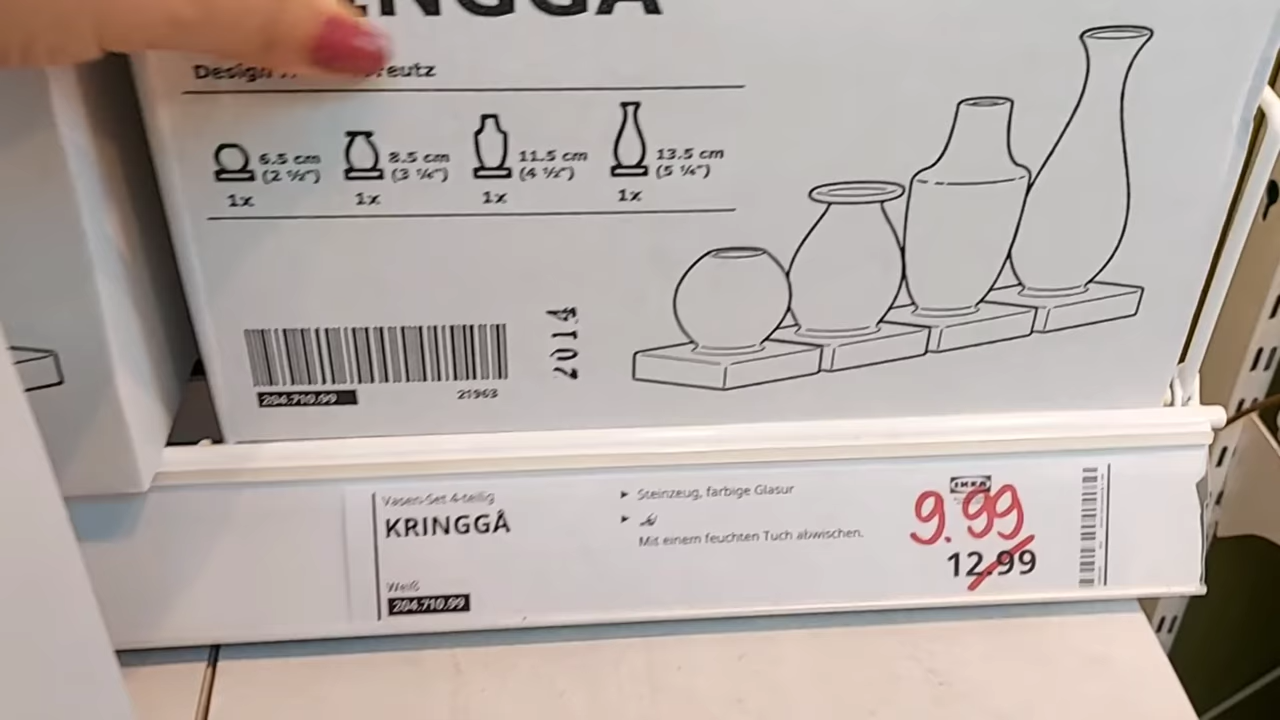 INGGÅ
Design
reutz
6.5 cm
(2 ½")
1x
8.5 cm
(3 ¼")
1x
11.5 cm
(4 ½")
1x
13.5 cm
(5 ¼")
1x
2014
204.710.99
21963
Vasen-Set 4-teilig
KRINGGÅ
Weiß
204.710.99
Steinzeug, farbige Glasur
Mit einem feuchten Tuch abwischen.
IKEA
9.99
12.99